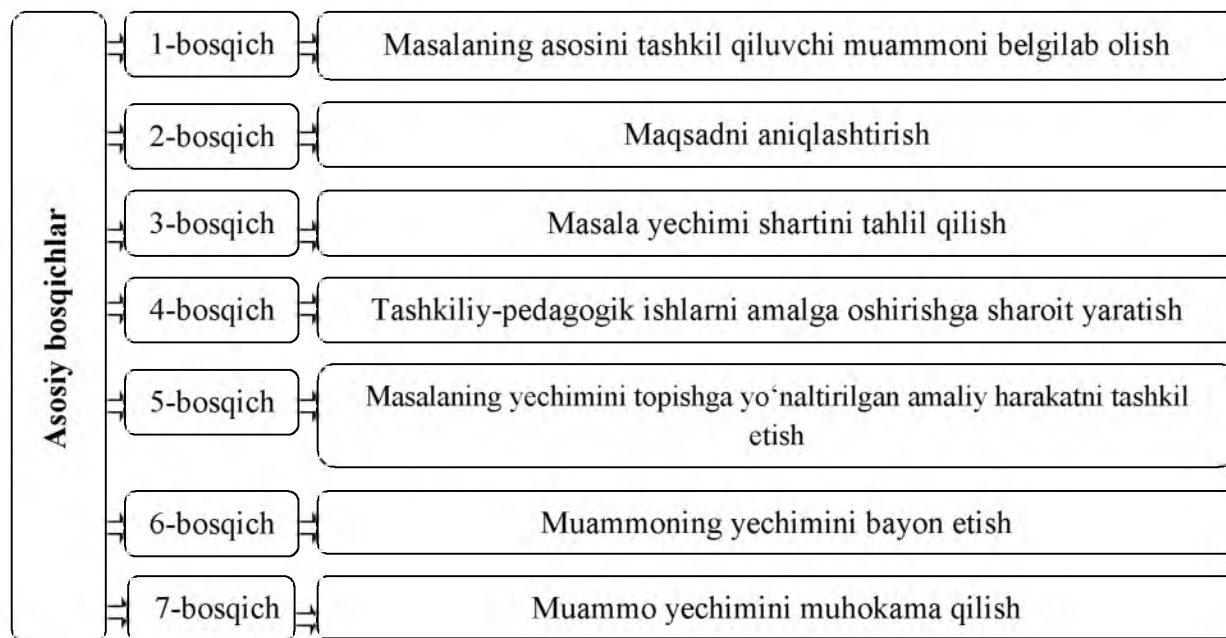 Asosiy bosqichlar
1-bosqich
Masalaning asosini tashkil qiluvchi muammoni belgilab olish
2-bosqich
Maqsadni aniqlashtirish
3-bosqich
Masala yechimi shartini tahlil qilish
4-bosqich
Tashkiliy-pedagogik ishlarni amalga oshirishga sharoit yaratish
5-bosqich
Masalaning yechimini topishga yo‘naltirilgan amaliy harakatni tashkil
etish
6-bosqich
Muammoning yechimini bayon etish
7-bosqich
Muammo yechimini muhokama qilish